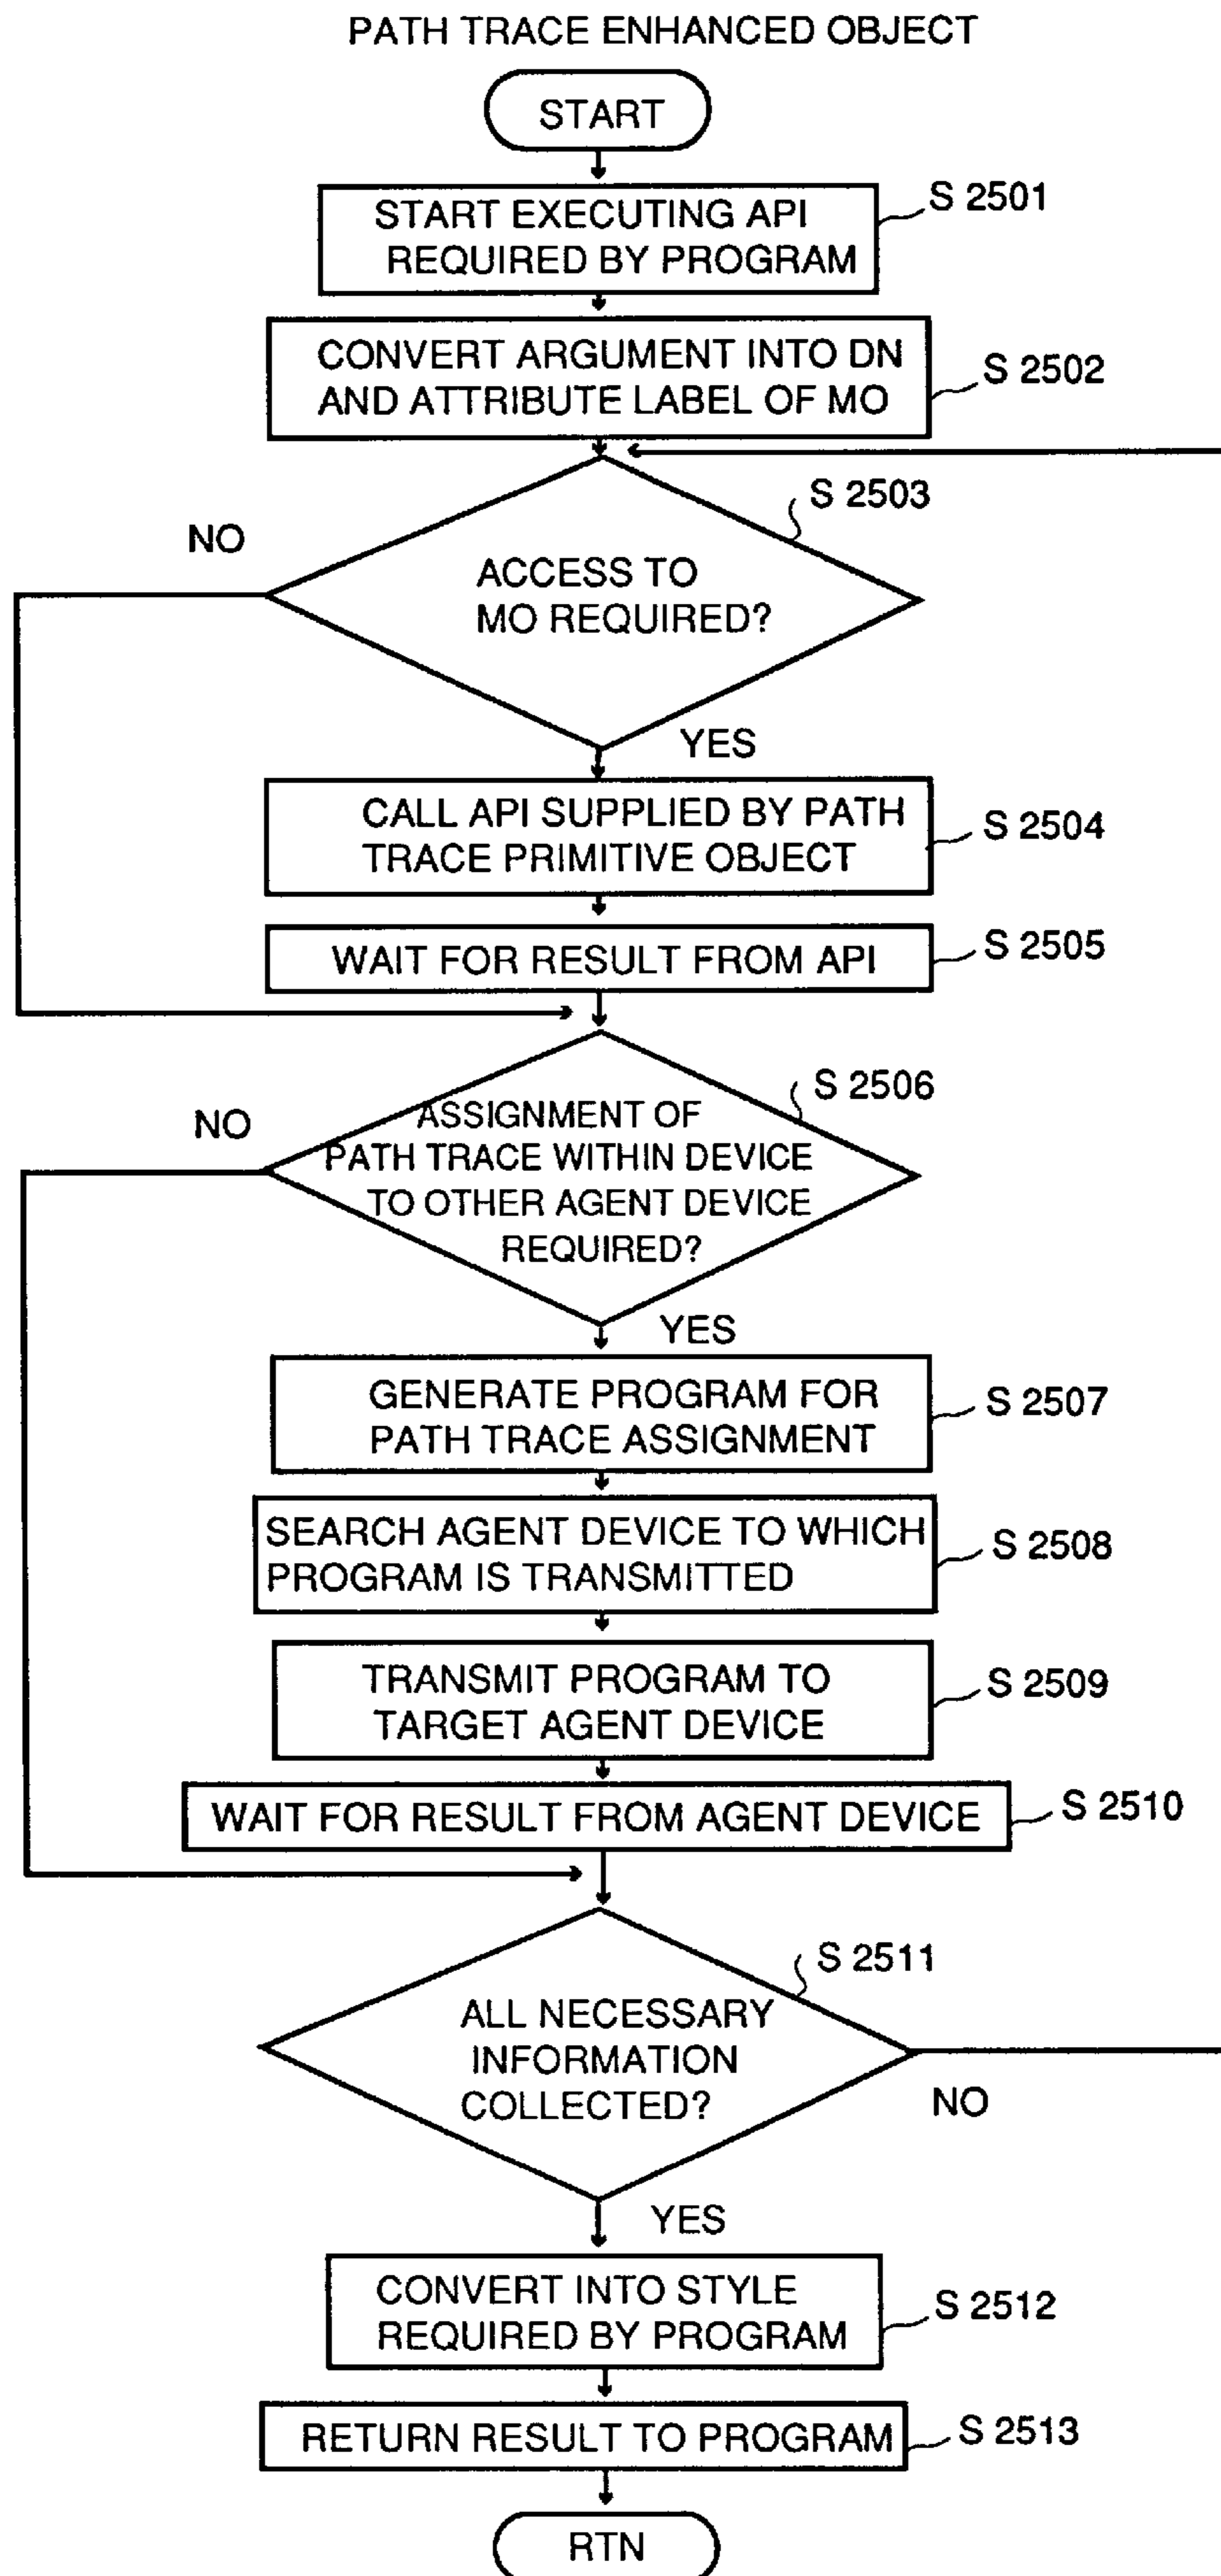 PATH TRACE ENHANCED OBJECT
START
START EXECUTING API
REQUIRED BY PROGRAM
S 2501
CONVERT ARGUMENT INTO DN
AND ATTRIBUTE LABEL OF MO
S 2502
S 2503
NO
ACCESS TO
MO REQUIRED?
YES
CALL API SUPPLIED BY PATH
TRACE PRIMITIVE OBJECT
S 2504
WAIT FOR RESULT FROM API
S 2505
S 2506
NO
ASSIGNMENT OF
PATH TRACE WITHIN DEVICE
TO OTHER AGENT DEVICE
REQUIRED?
YES
GENERATE PROGRAM FOR
PATH TRACE ASSIGNMENT
S 2507
SEARCH AGENT DEVICE TO WHICH
PROGRAM IS TRANSMITTED
S 2508
TRANSMIT PROGRAM TO
TARGET AGENT DEVICE
S 2509
WAIT FOR RESULT FROM AGENT DEVICE
S 2510
S 2511
ALL NECESSARY
INFORMATION
COLLECTED?
NO
YES
CONVERT INTO STYLE
REQUIRED BY PROGRAM
S 2512
RETURN RESULT TO PROGRAM
S 2513
RTN